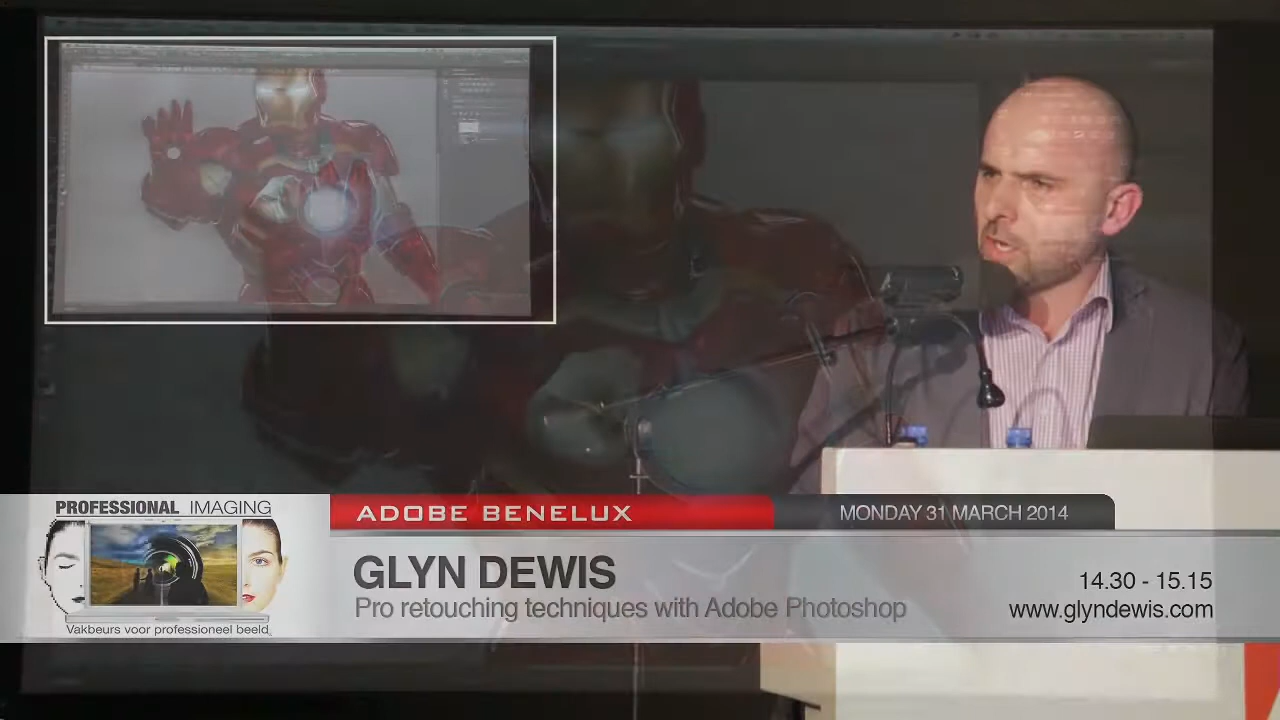 PROFESSIONAL IMAGING
Vakbeurs voor professioneel beeld
ADOBE BENELUX
MONDAY 31 MARCH 2014
GLYN DEWIS
Pro retouching techniques with Adobe Photoshop
14.30 - 15.15
www.glyndewis.com